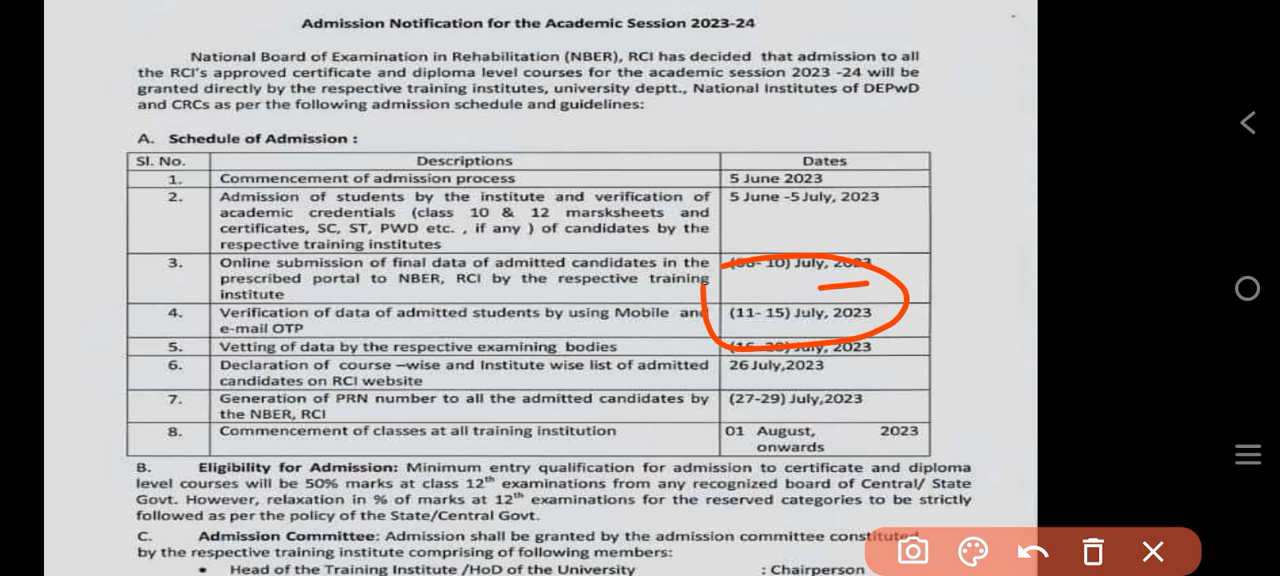 Admission Notification for the Academic Session 2023-24
National Board of Examination in Rehabilitation (NBER), RCI has decided that admission to all
the RCI's approved certificate and diploma level courses for the academic session 2023 -24 will be
granted directly by the respective training institutes, university deptt., National Institutes of DEPwD
and CRCs as per the following admission schedule and guidelines:
A. Schedule of Admission :
Sl. No. Descriptions Dates
1. Commencement of admission process 5 June 2023
2. Admission of students by the institute and verification of 5 June -5 July, 2023
academic credentials (class 10 & 12 marsksheets and
certificates, SC, ST, PWD etc. , if any ) of candidates by the
respective training institutes
3. Online submission of final data of admitted candidates in the 10) July, 2023
prescribed portal to NBER, RCI by the respective training
institute
4. Verification of data of admitted students by using Mobile and (11- 15) July, 2023
e-mail OTP
5. Vetting of data by the respective examining bodies July, 2023
6. Declaration of course –wise and Institute wise list of admitted 26 July,2023
candidates on RCI website
7. Generation of PRN number to all the admitted candidates by (27-29) July,2023
the NBER, RCI
8. Commencement of classes at all training institution 01 August, 2023
onwards
B. Eligibility for Admission: Minimum entry qualification for admission to certificate and diploma
level courses will be 50% marks at class 12th examinations from any recognized board of Central/ State
Govt. However, relaxation in % of marks at 12th examinations for the reserved categories to be strictly
followed as per the policy of the State/Central Govt.
C. Admission Committee: Admission shall be granted by the admission committee constituted
by the respective training institute comprising of following members:
• Head of the Training Institute /HoD of the University : Chairperson